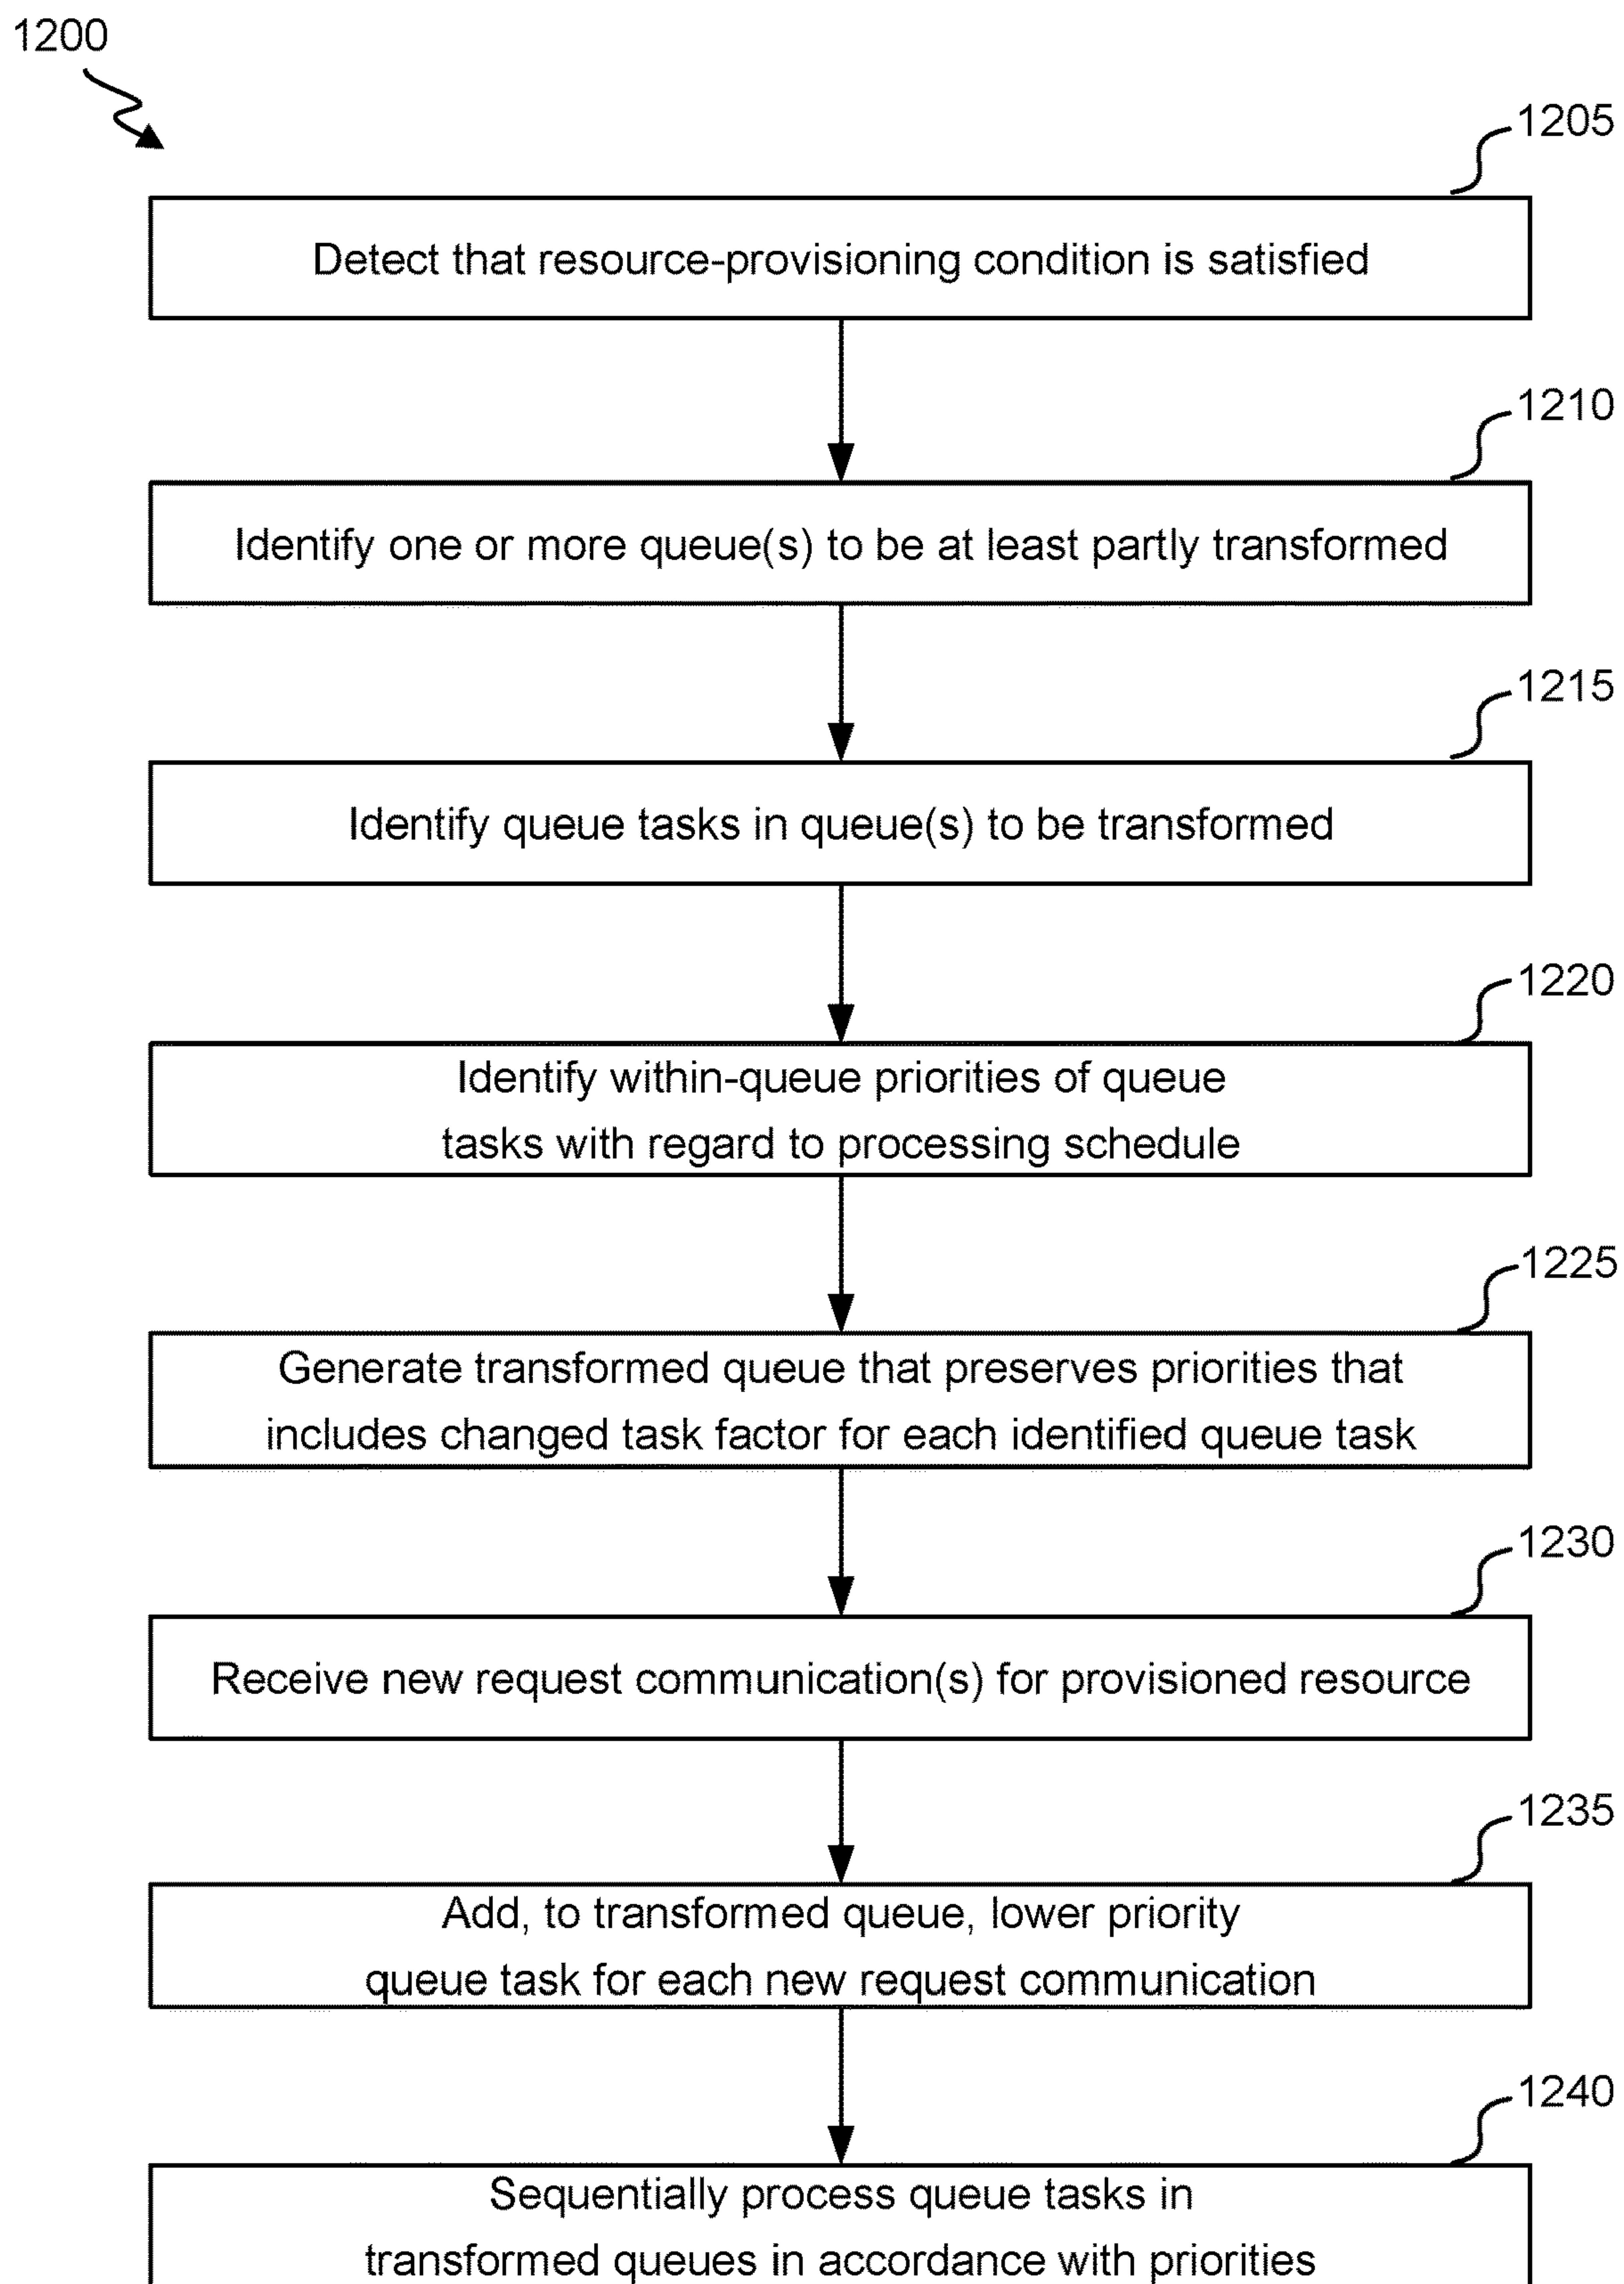 1200
1205
Detect that resource-provisioning condition is satisfied
1210
Identify one or more queue(s) to be at least partly transformed
1215
Identify queue tasks in queue(s) to be transformed
1220
Identify within-queue priorities of queue
tasks with regard to processing schedule
1225
Generate transformed queue that preserves priorities that
includes changed task factor for each identified queue task
1230
Receive new request communication(s) for provisioned resource
1235
Add, to transformed queue, lower priority
queue task for each new request communication
1240
Sequentially process queue tasks in
transformed queues in accordance with priorities